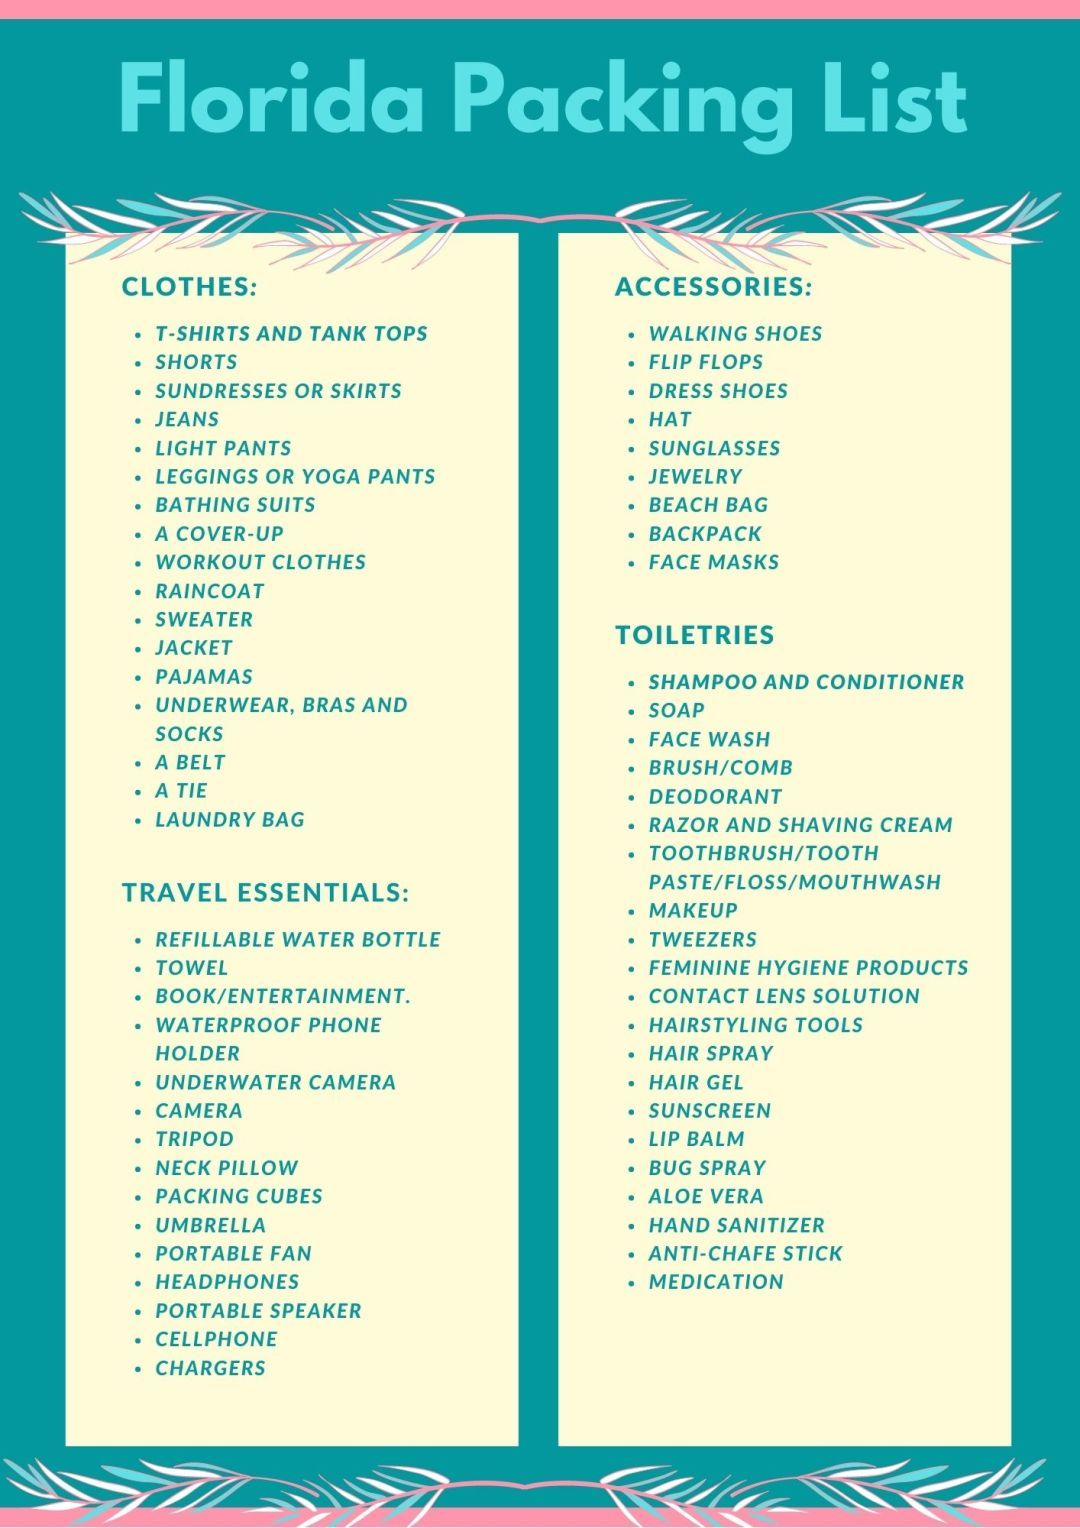 Florida Packing List
CLOTHES:
• T-SHIRTS AND TANK TOPS
• SHORTS
• SUNDRESSES OR SKIRTS
• JEANS
• LIGHT PANTS
• LEGGINGS OR YOGA PANTS
• BATHING SUITS
• A COVER-UP
• WORKOUT CLOTHES
• RAINCOAT
• SWEATER
• JACKET
• PAJAMAS
• UNDERWEAR, BRAS AND
SOCKS
• A BELT
• A TIE
• LAUNDRY BAG
TRAVEL ESSENTIALS:
• REFILLABLE WATER BOTTLE
• TOWEL
• BOOK/ENTERTAINMENT.
• WATERPROOF PHONE
HOLDER
• UNDERWATER CAMERA
• CAMERA
• TRIPOD
• NECK PILLOW
• PACKING CUBES
• UMBRELLA
• PORTABLE FAN
• HEADPHONES
• PORTABLE SPEAKER
• CELLPHONE
• CHARGERS
ACCESSORIES:
• WALKING SHOES
• FLIP FLOPS
• DRESS SHOES
• HAT
• SUNGLASSES
• JEWELRY
• BEACH BAG
• BACKPACK
• FACE MASKS
TOILETRIES
• SHAMPOO AND CONDITIONER
• SOAP
• FACE WASH
• BRUSH/COMB
• DEODORANT
• RAZOR AND SHAVING CREAM
• TOOTHBRUSH/TOOTH
PASTE/FLOSS/MOUTHWASH
• MAKEUP
• TWEEZERS
• FEMININE HYGIENE PRODUCTS
• CONTACT LENS SOLUTION
• HAIRSTYLING TOOLS
• HAIR SPRAY
• HAIR GEL
• SUNSCREEN
• LIP BALM
• BUG SPRAY
• ALOE VERA
• HAND SANITIZER
• ANTI-CHAFE STICK
• MEDICATION